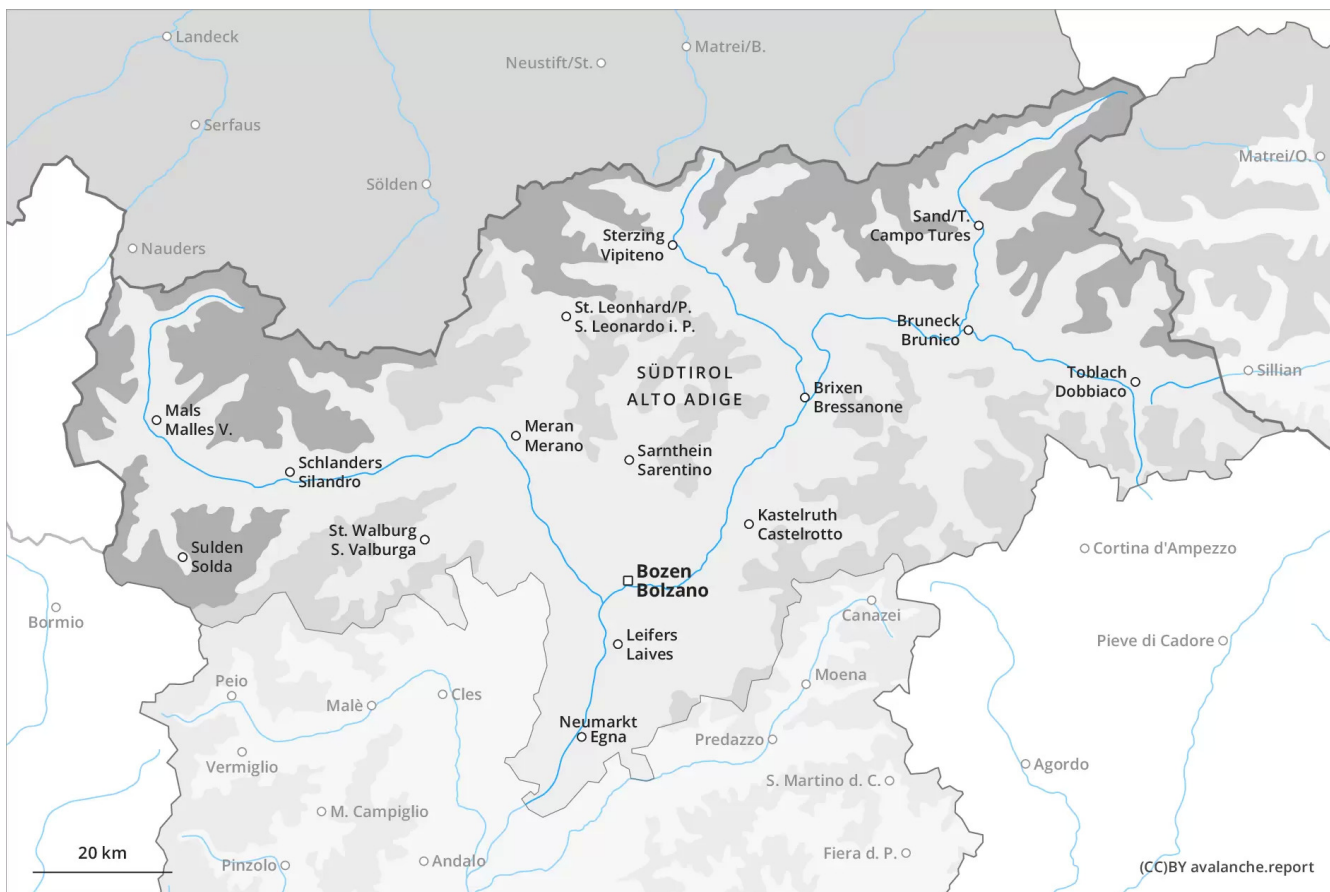 Landeck
Matrei/B.
Neustift/St.
Serfaus
Matrei/O.
Sölden
Sand/T.
Campo Tures
Sterzing
Vipiteno
Nauders
St. Leonhard/P.
S. Leonardo i. P.
Bruneck
Brunico
SÜDTIROL
ALTO ADIGE
Toblach
Dobbiaco
Sillian
Brixen
Bressanone
Mals
Malles V.
Meran
Merano
Sarnthein
Sarentino
Schlanders
Silandro
Kastelruth
Castelrotto
St. Walburg
S. Valburga
Sulden
Solda
Cortina d'Ampezzo
Bozen
Bolzano
Bormio
Canazei
Leifers
Laives
Pieve di Cadore
Peio
Moena
Malè
Cles
Neumarkt
Egna
Predazzo
Vermiglio
Agordo
S. Martino d. C.
M. Campiglio
20 km
Pinzolo
Andalo
Fiera d. P.
(CC)BY avalanche.report